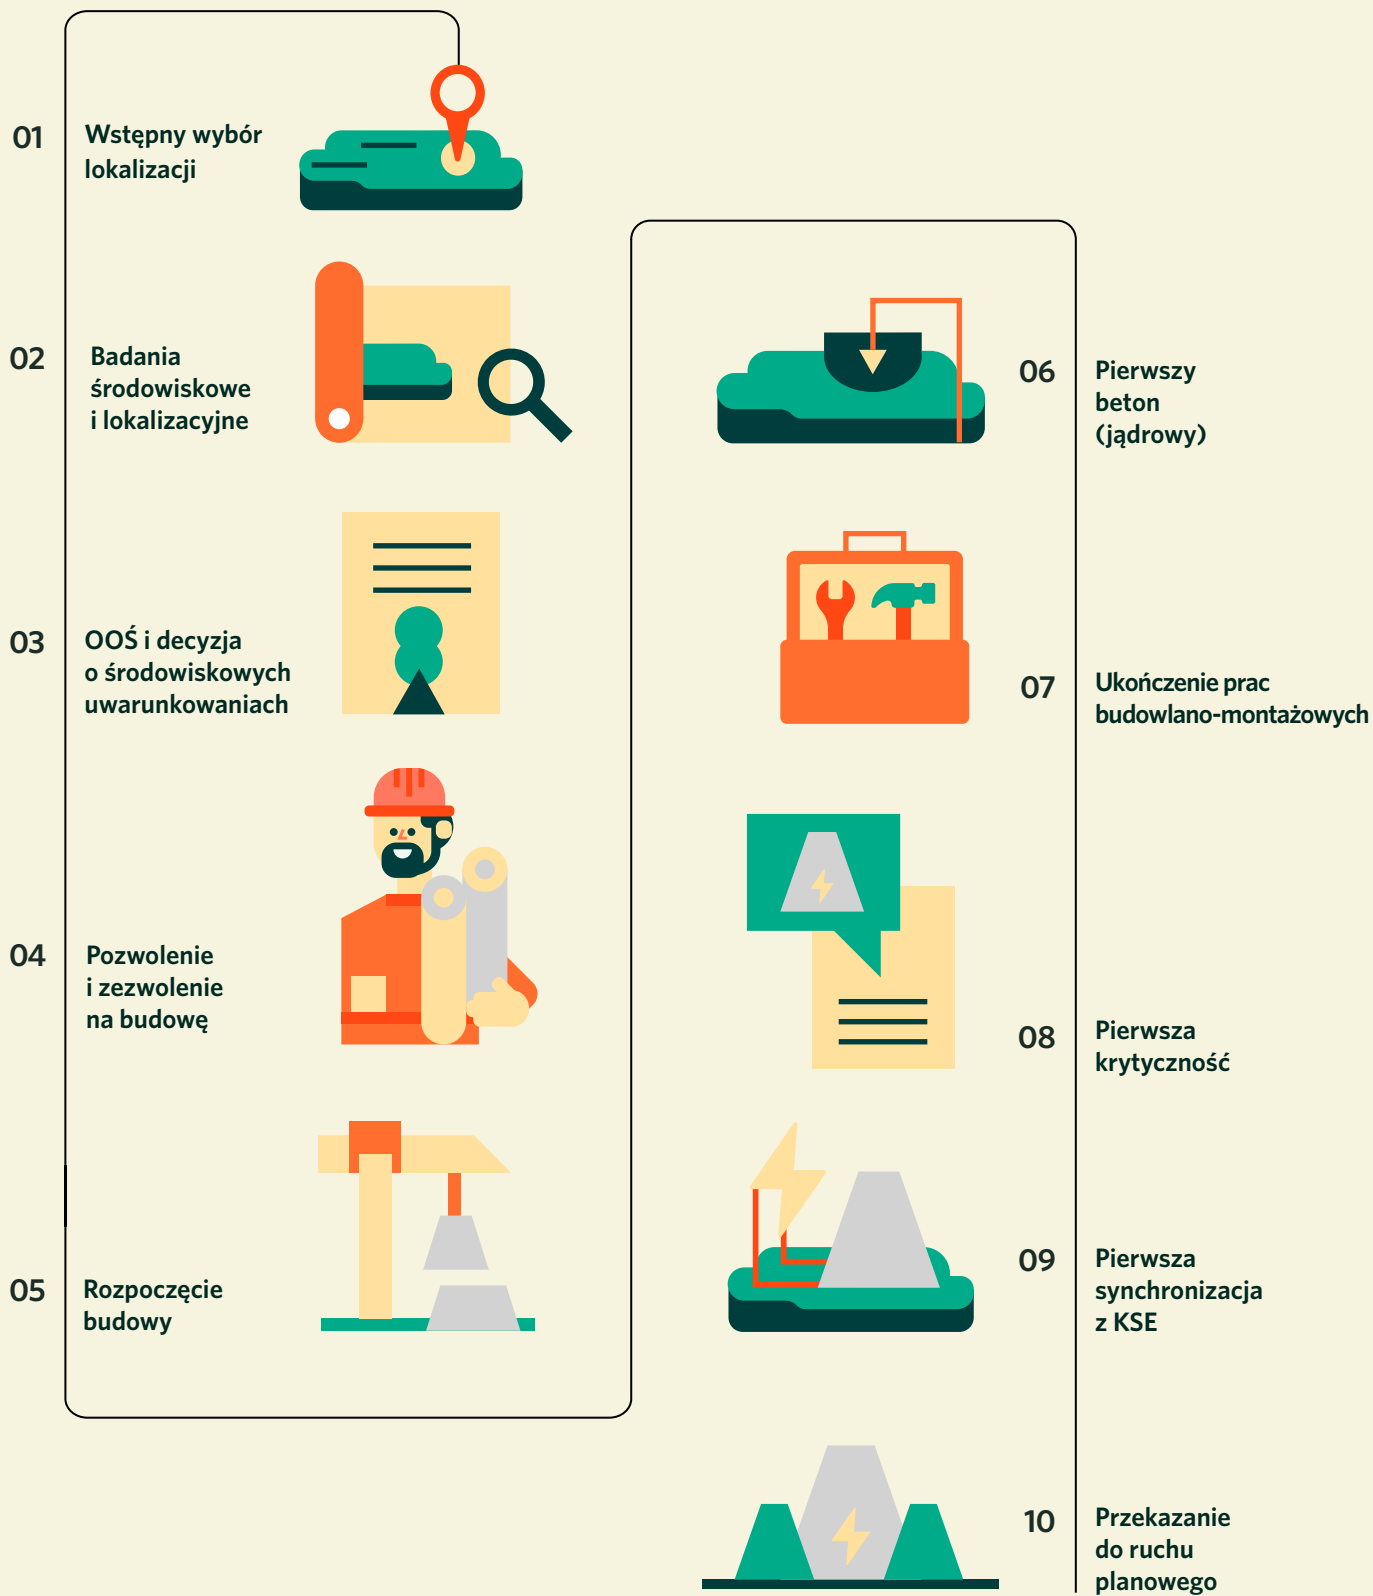 01
Wstępny wybór
lokalizacji
02
Badania
środowiskowe
i lokalizacyjne
03
OOŚ i decyzja
o środowiskowych
uwarunkowaniach
04
Pozwolenie
i zezwolenie
na budowę
05
Rozpoczęcie
budowy
06
Pierwszy
beton
(jądrowy)
07
Ukończenie prac
budowlano-montażowych
08
Pierwsza
krytyczność
09
Pierwsza
synchronizacja
z KSE
10
Przekazanie
do ruchu
planowego